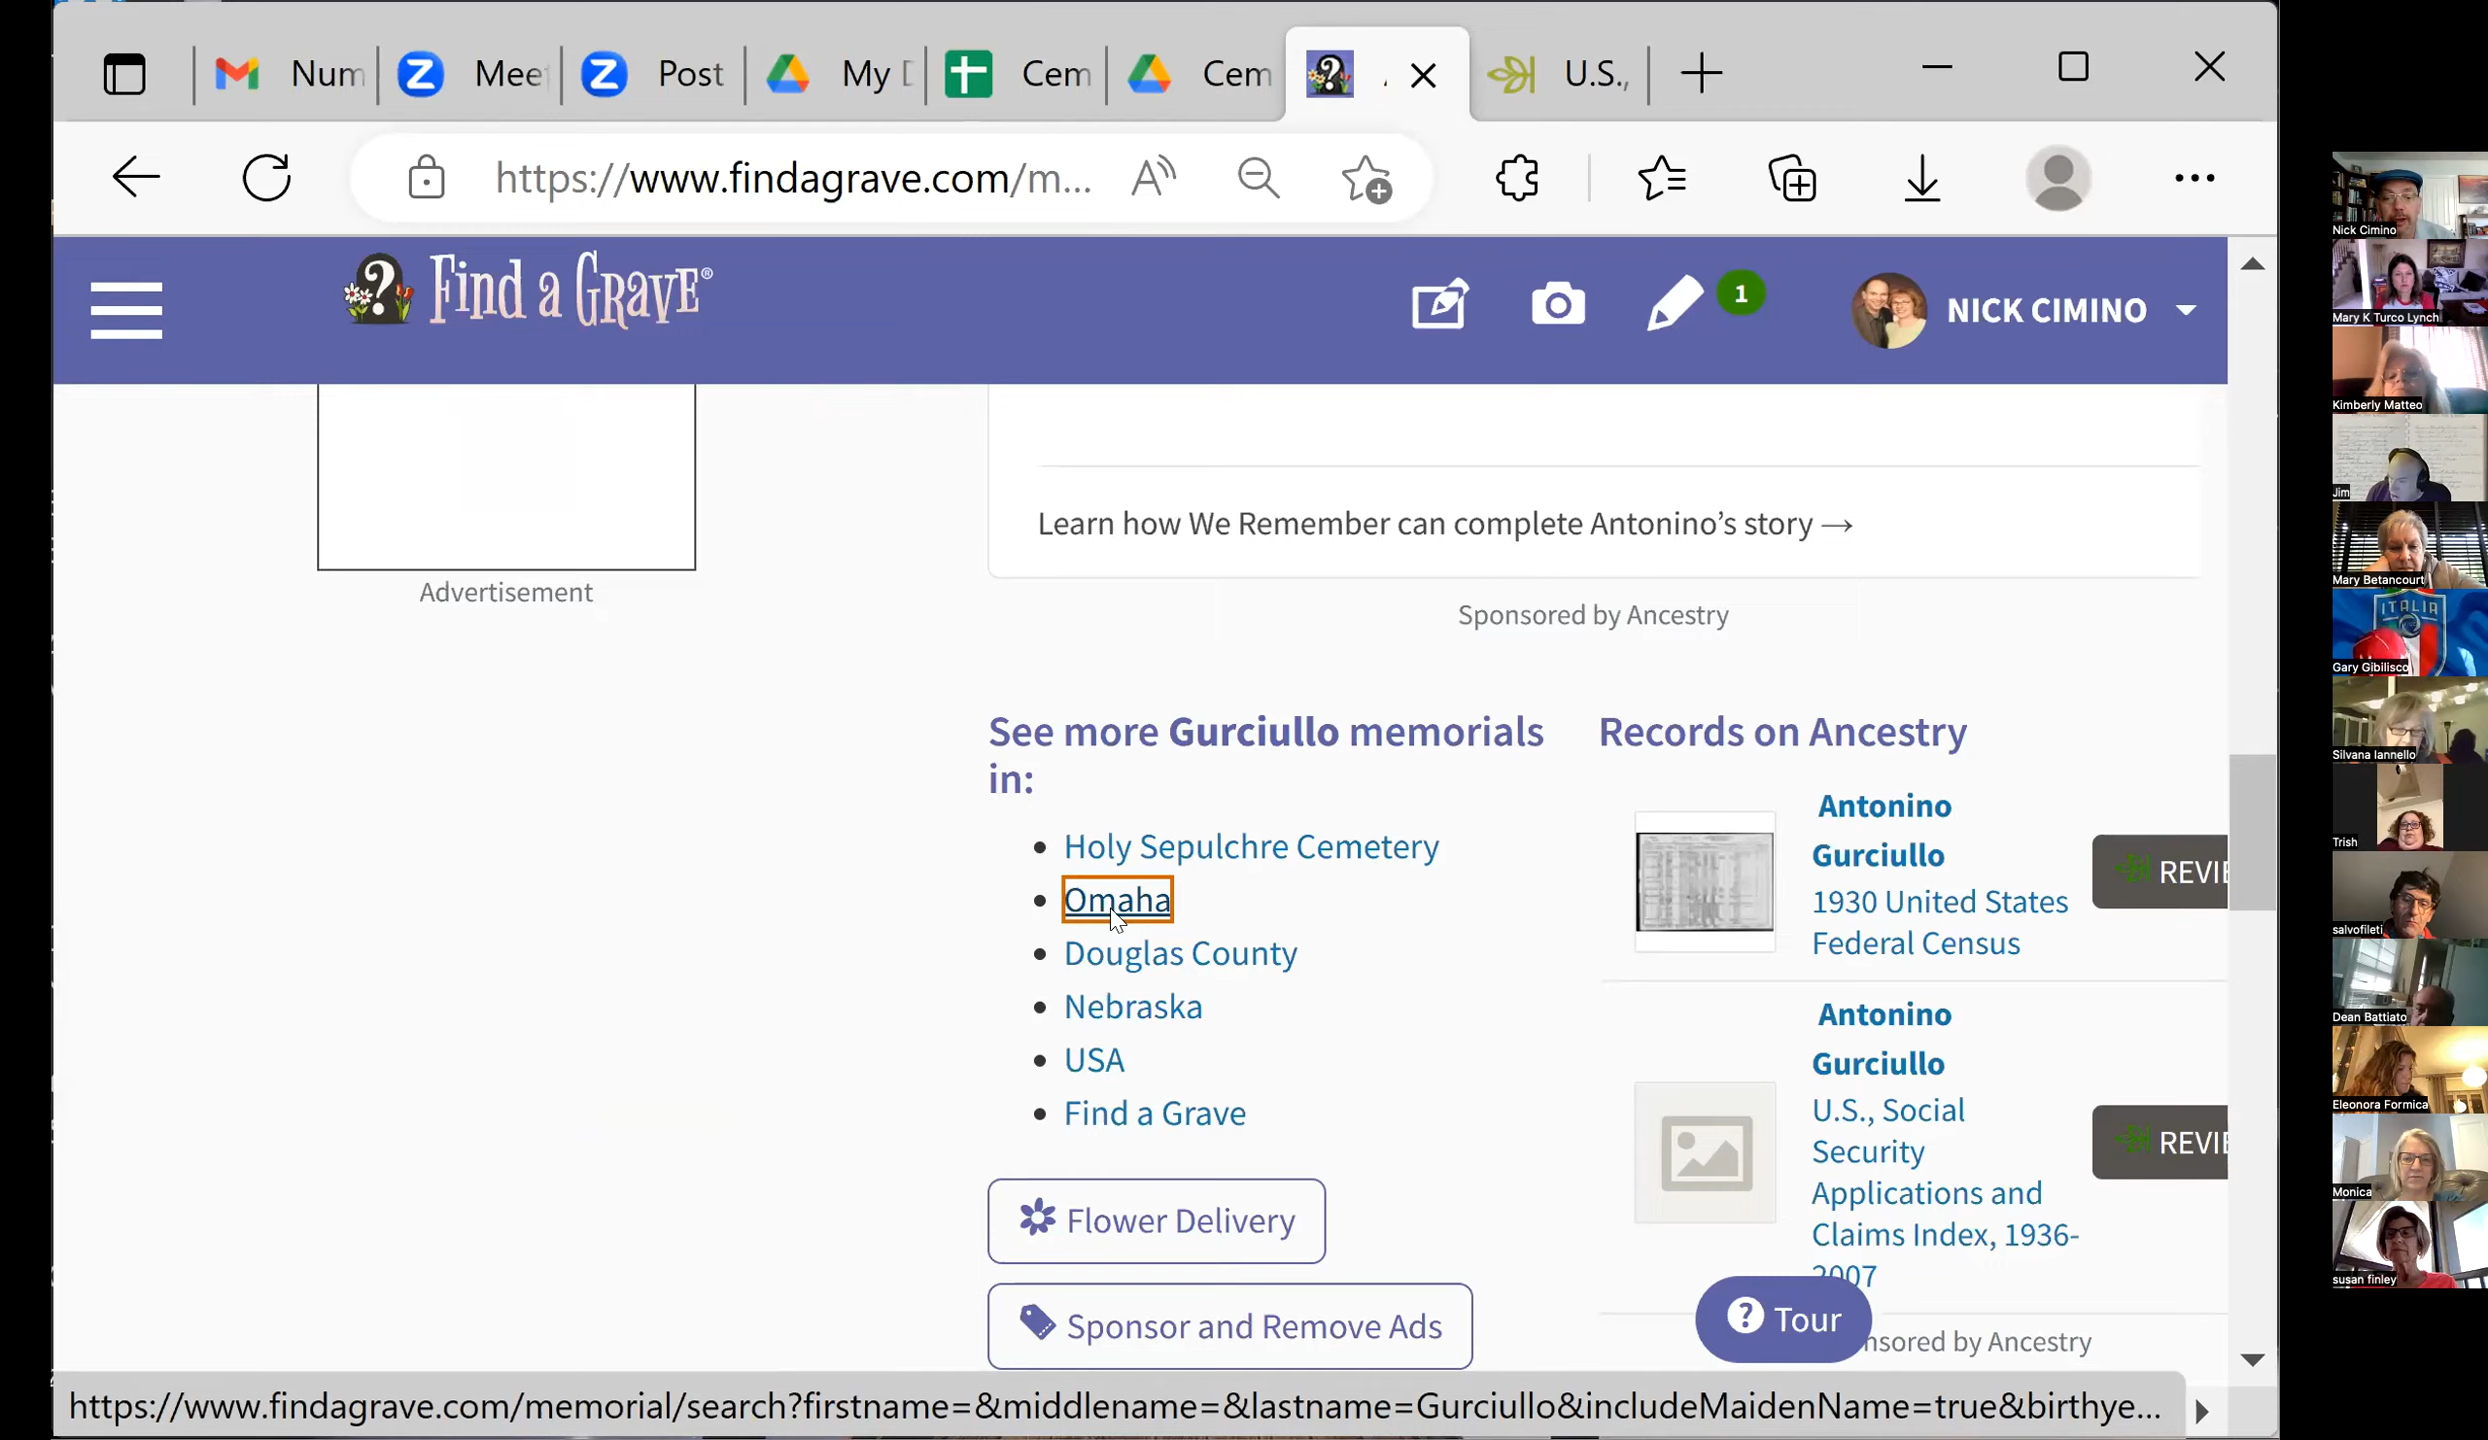 Num
Mee
Post
My D
Cem
Cem
U.S.,
https://www.findagrave.com/m...
Find a Grave®
1
NICK CIMINO
Learn how We Remember can complete Antonino's story →
Advertisement
Sponsored by Ancestry
See more Gurciullo memorials
in:
Holy Sepulchre Cemetery
Omaha
Douglas County
Nebraska
USA
Find a Grave
Flower Delivery
Sponsor and Remove Ads
Records on Ancestry
Antonino
Gurciullo
1930 United States
Federal Census
REVIE
Antonino
Gurciullo
U.S., Social
Security
Applications and
Claims Index, 1936-
2007
REVIE
Tour
nsored by Ancestry
https://www.findagrave.com/memorial/search?firstname=&middlename=&lastname=Gurciullo&includeMaidenName=true&birthye...
Nick Cimino
Mary K Turco Lynch
Kimberly Matteo
Jim
Mary Betancourt
ITALIA
Gary Gibilisco
Silvana Iannello
Trish
salvofileti
Dean Battiato
Eleonora Formica
Monica
susan finley